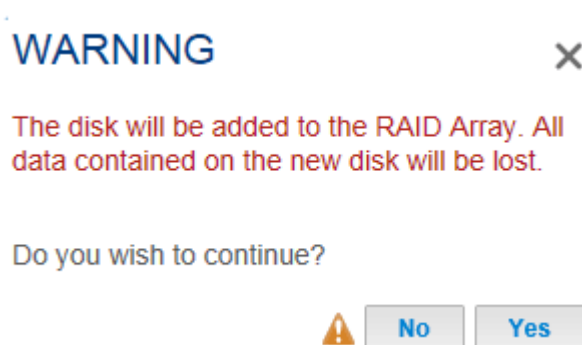 WARNING
The disk will be added to the RAID Array. All
data contained on the new disk will be lost.
Do you wish to continue?
No Yes